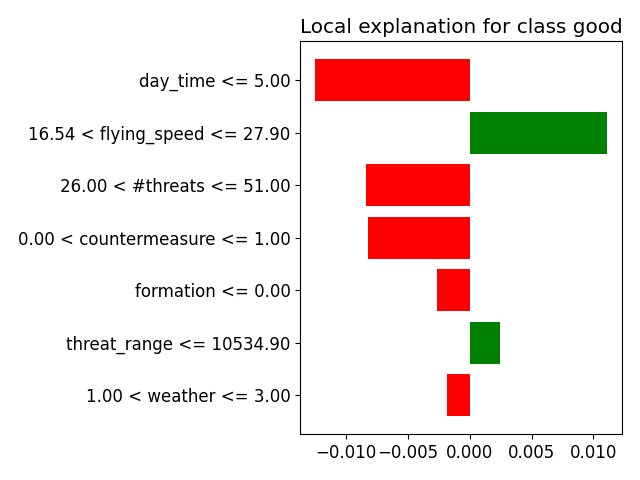 Local explanation for class good
day_time <= 5.00
16.54 < flying_speed <= 27.90
26.00 < #threats <= 51.00
0.00 < countermeasure <= 1.00
formation <= 0.00
threat_range <= 10534.90
1.00 < weather <= 3.00
−0.010 −0.005 0.000 0.005 0.010